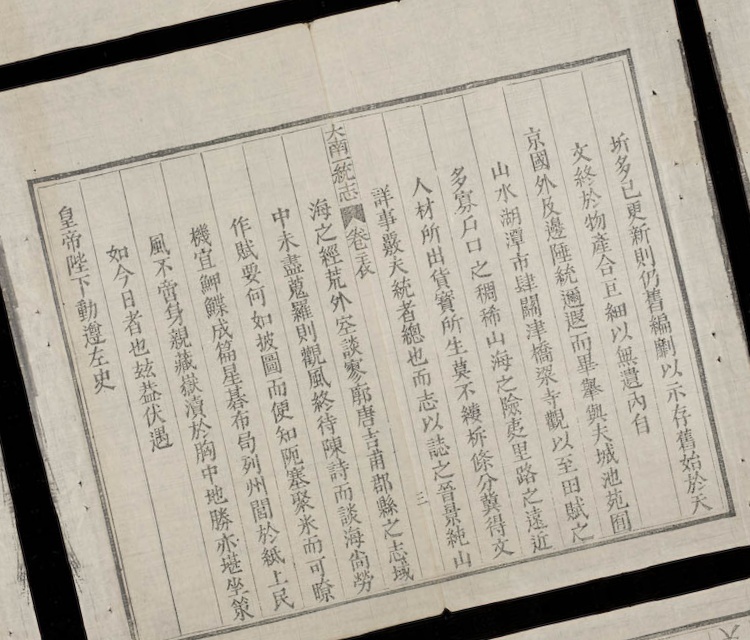 圻多已更新則仍舊編劃以示存舊始於天
文終於物產合亘細以無遺內自
京國外及邊陲統邇遐而畢舉與夫城池苑囿
山水湖潭市肆關津橋梁寺觀以至田賦之
多寡戶口之稠稀山海之險夷里路之遠近
人材所出貨寶所生莫不縷析條分冀得文
詳事覈夫統者總也而志以誌之晉景純山
大南一統志 卷首表 三
海之經荒外空談寥廓唐吉甫郡縣之志域
中未盡蒐羅則觀風終待陳詩而談海尚勞
作賦要何如披圖而便知阨塞聚米而可瞭
機宜鯽鰈成篇星碁布局列州閭於紙上民
風不啻身親藏嶽瀆於胸中地勝亦堪坐策
如今日者也玆蓋伏遇
皇帝陛下動遵左史